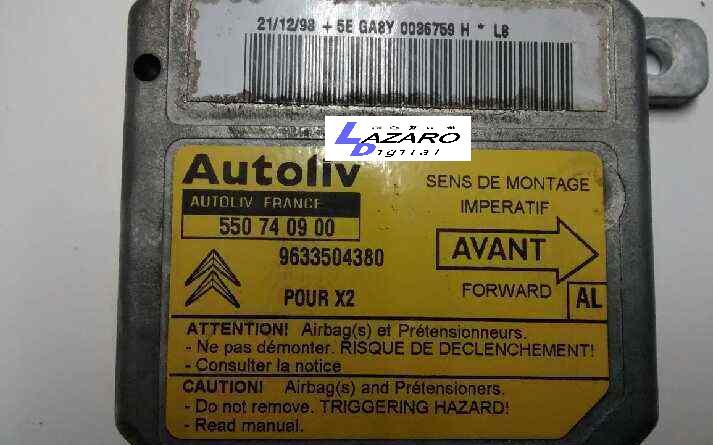 21/12/98 + 5E GA8Y 0036759 H * L8
LAZARO
Digital
Autoliv
AUTOLIV FRANCE
550 74 09 00
9633504380
POUR X2
SENS DE MONTAGE
IMPERATIF
AVANT
FORWARD
AL
ATTENTION! Airbag(s) et Prétensionneurs.
- Ne pas démonter. RISQUE DE DECLENCHEMENT!
- Consulter la notice
CAUTION! Airbag(s) and Prétensioners.
- Do not remove. TRIGGERING HAZARD!
- Read manual.